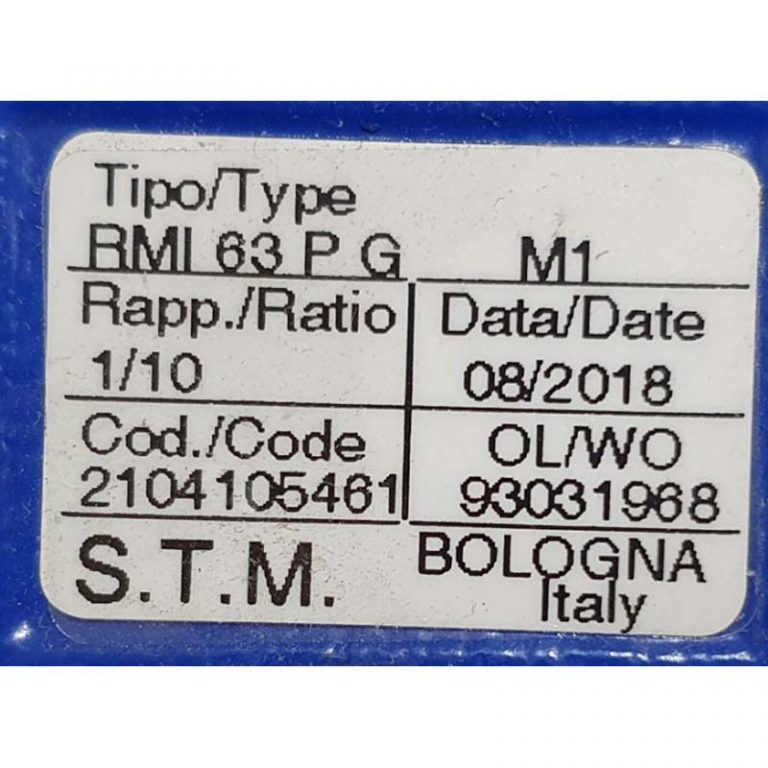 Tipo/Type
RMI 63 P G M1
Rapp./Ratio Data/Date
1/10 08/2018
Cod./Code OL/WO
2104105461 93031968
S.T.M. BOLOGNA
Italy